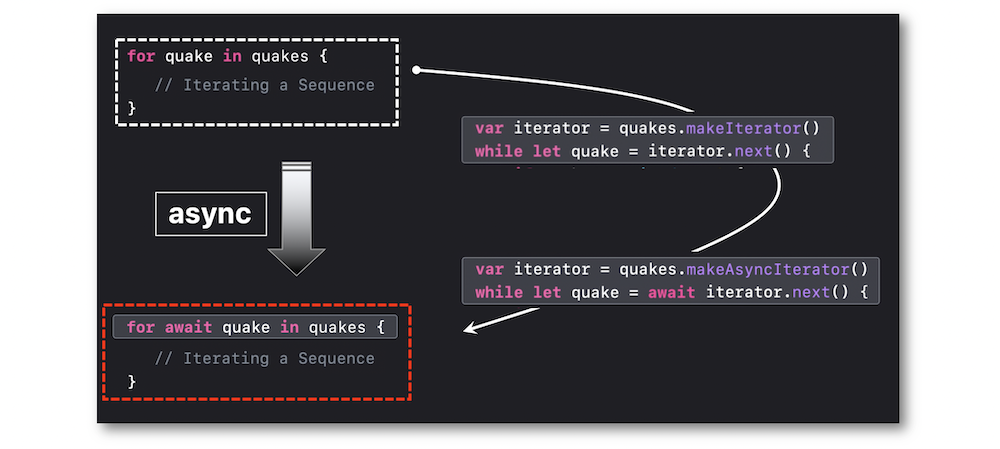 for quake in quakes {
// Iterating a Sequence
}
var iterator = quakes.makeIterator()
while let quake = iterator.next() {
async
var iterator = quakes.makeAsyncIterator()
while let quake = await iterator.next() {
for await quake in quakes {
// Iterating a Sequence
}